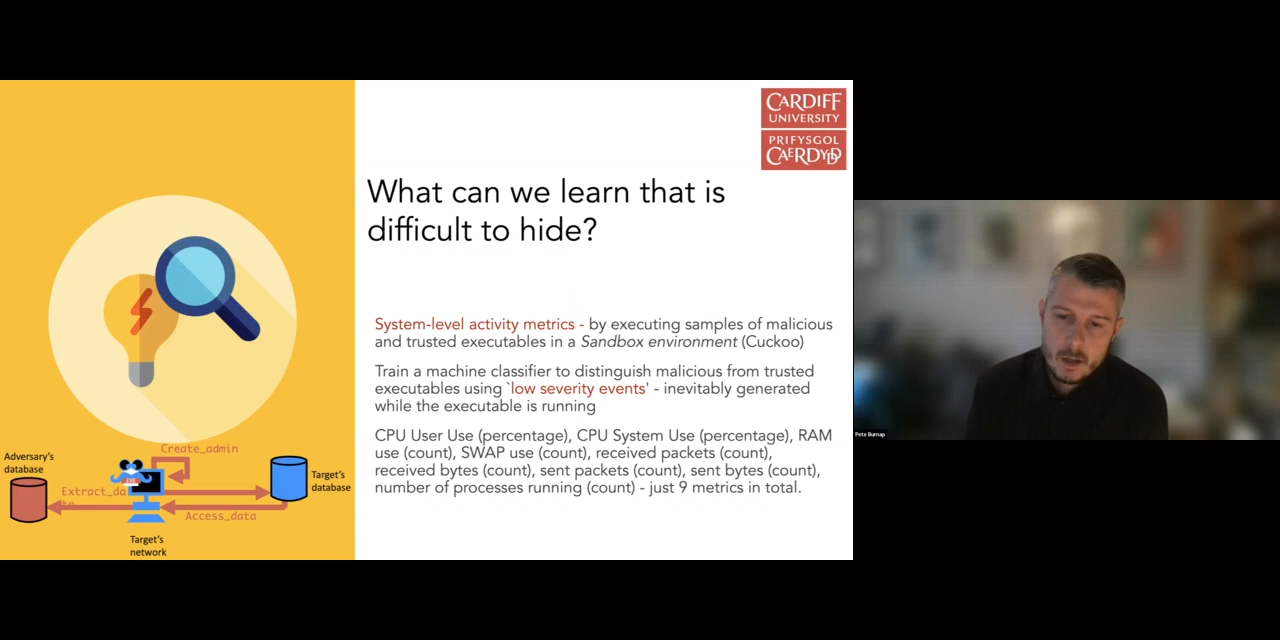 CARDIFF
UNIVERSITY
PRIFYSGOL
CAERDYDD
What can we learn that is
difficult to hide?
System-level activity metrics - by executing samples of malicious
and trusted executables in a Sandbox environment (Cuckoo)
Train a machine classifier to distinguish malicious from trusted
executables using `low severity events' - inevitably generated
while the executable is running
CPU User Use (percentage), CPU System Use (percentage), RAM
use (count), SWAP use (count), received packets (count),
received bytes (count), sent packets (count), sent bytes (count),
number of processes running (count) - just 9 metrics in total.
Create_admin
Adversary's
database
Target's
database
Extract_da
Access_data
Target's
network
Pete Burnap